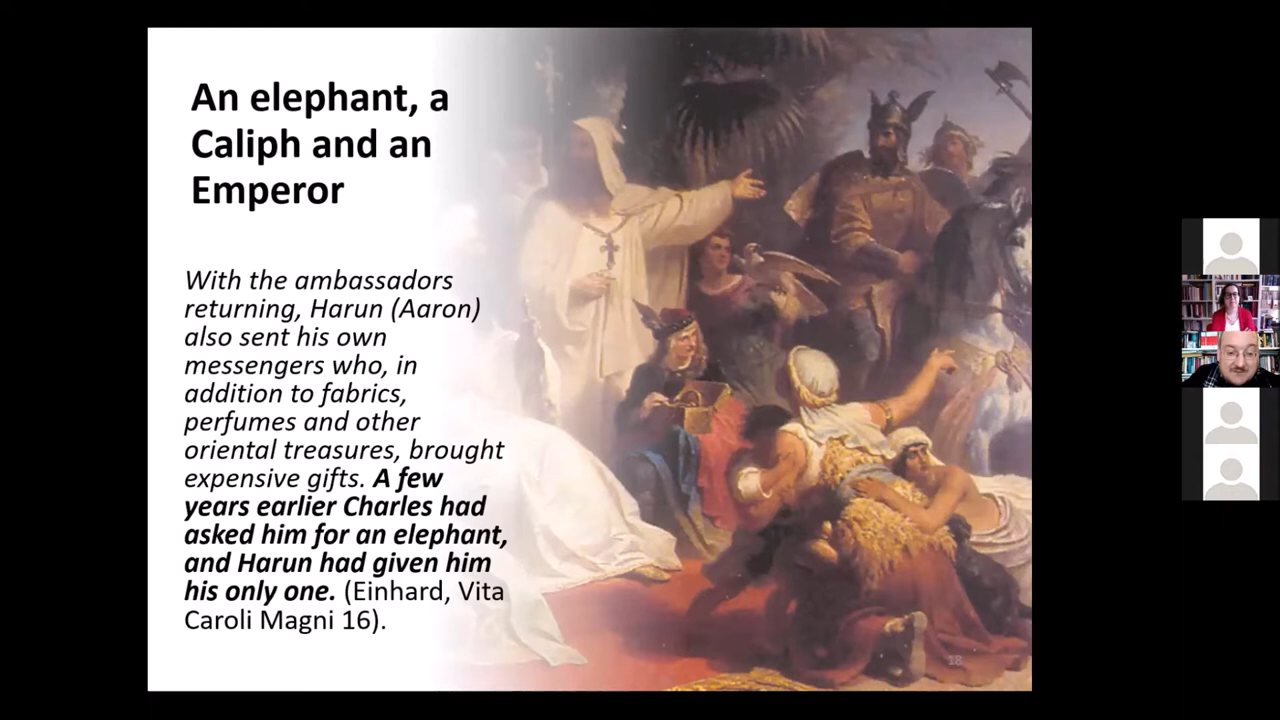 An elephant, a
Caliph and an
Emperor
With the ambassadors
returning, Harun (Aaron)
also sent his own
messengers who, in
addition to fabrics,
perfumes and other
oriental treasures, brought
expensive gifts. A few
years earlier Charles had
asked him for an elephant,
and Harun had given him
his only one. (Einhard, Vita
Caroli Magni 16).
18